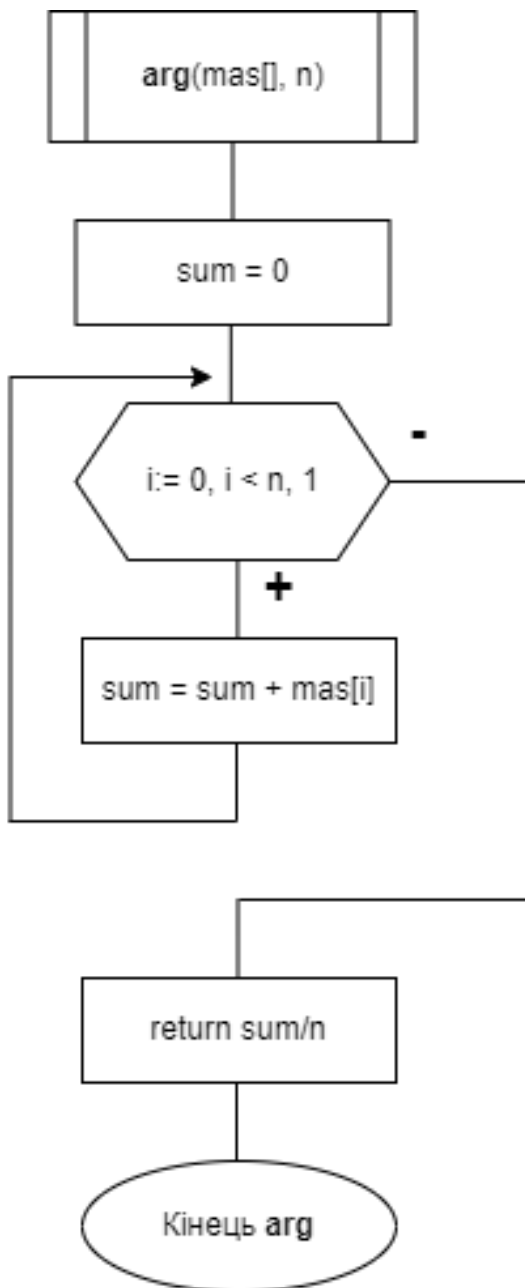 arg(mas[], n)
sum = 0
-
i:= 0, i < n, 1
+
sum = sum + mas[i]
return sum/n
Кінець arg